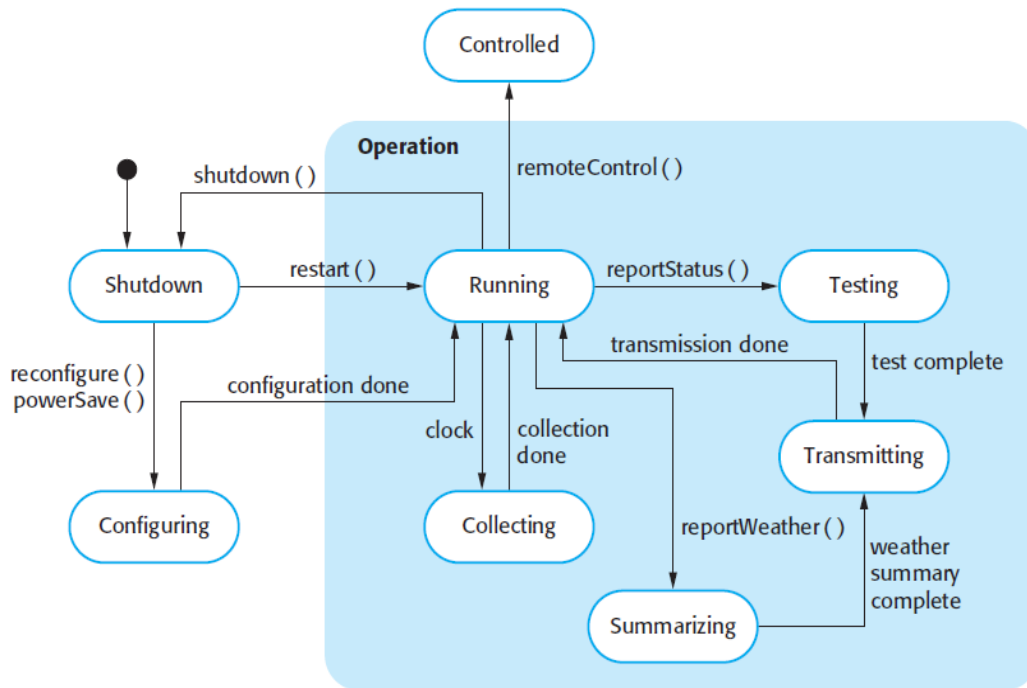 Controlled
Operation
shutdown ( )
remoteControl ( )
Shutdown
restart ( )
Running
reportStatus ( )
Testing
transmission done
test complete
reconfigure ( )
powerSave ( )
configuration done
clock
collection
done
Transmitting
Configuring
Collecting
reportWeather ( )
weather
summary
complete
Summarizing